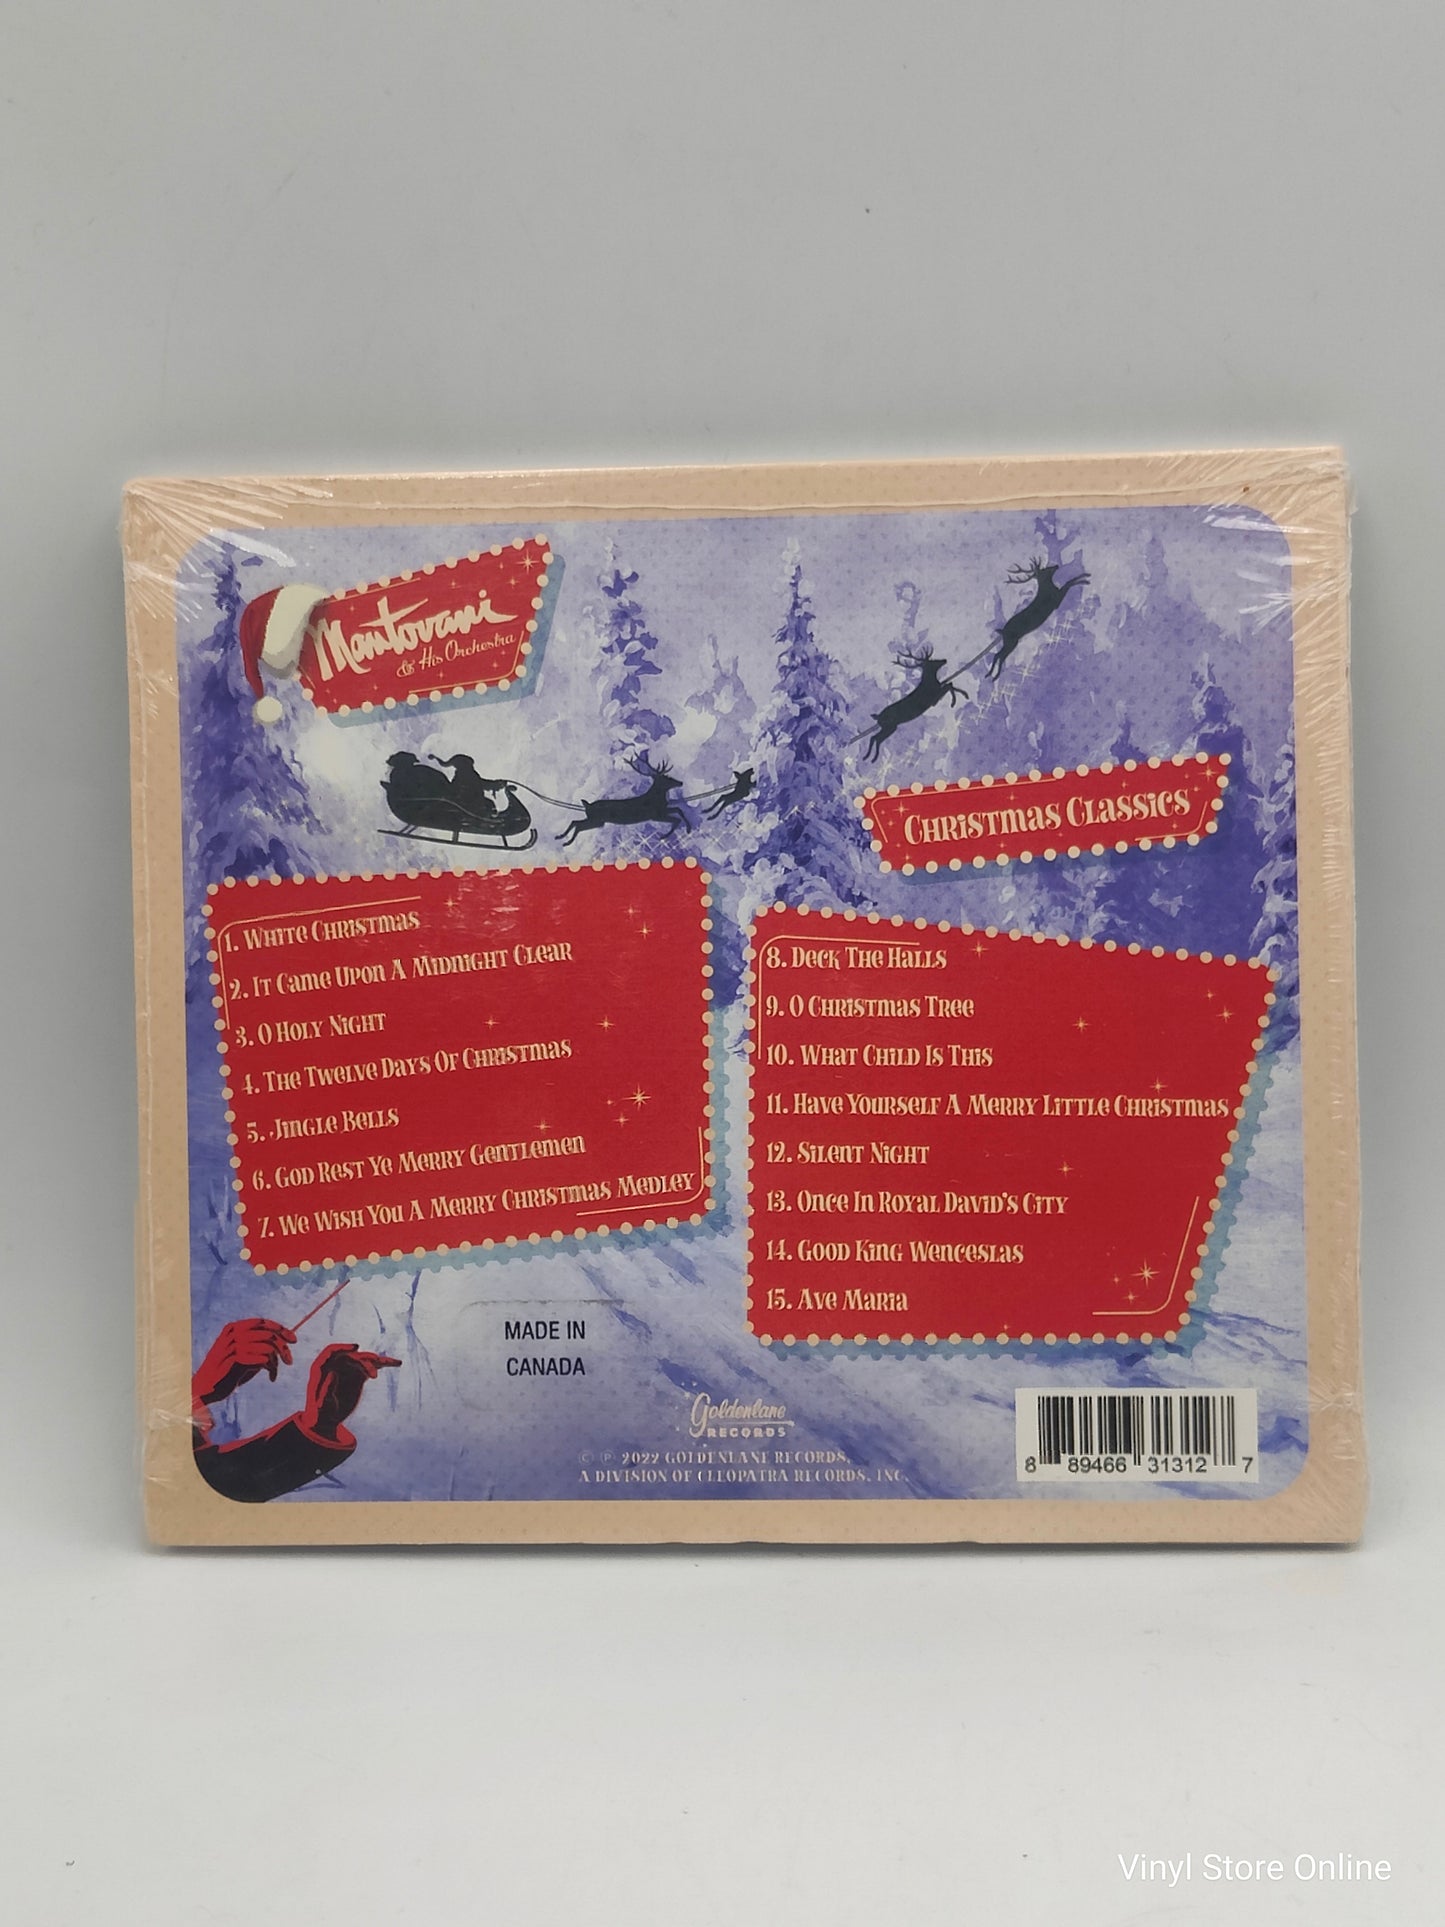 Mantovani
& His Orchestra
Christmas Classics
1. White Christmas
2. It Came Upon A Midnight Clear
3. O Holy Night
4. The Twelve Days Of Christmas
5. Jingle Bells
6. God Rest Ye Merry Gentlemen
7. We Wish You A Merry Christmas Medley
8. Deck The Halls
9. O Christmas Tree
10. What Child Is This
11. Have Yourself A Merry Little Christmas
12. Silent Night
13. Once In Royal David's City
14. Good King Wenceslas
15. Ave Maria
MADE IN
CANADA
Goldenlane
RECORDS
© ℗ 2022 GOLDENLANE RECORDS,
A DIVISION OF CLEOPATRA RECORDS, INC.
8 89466 31312 7
Vinyl Store Online